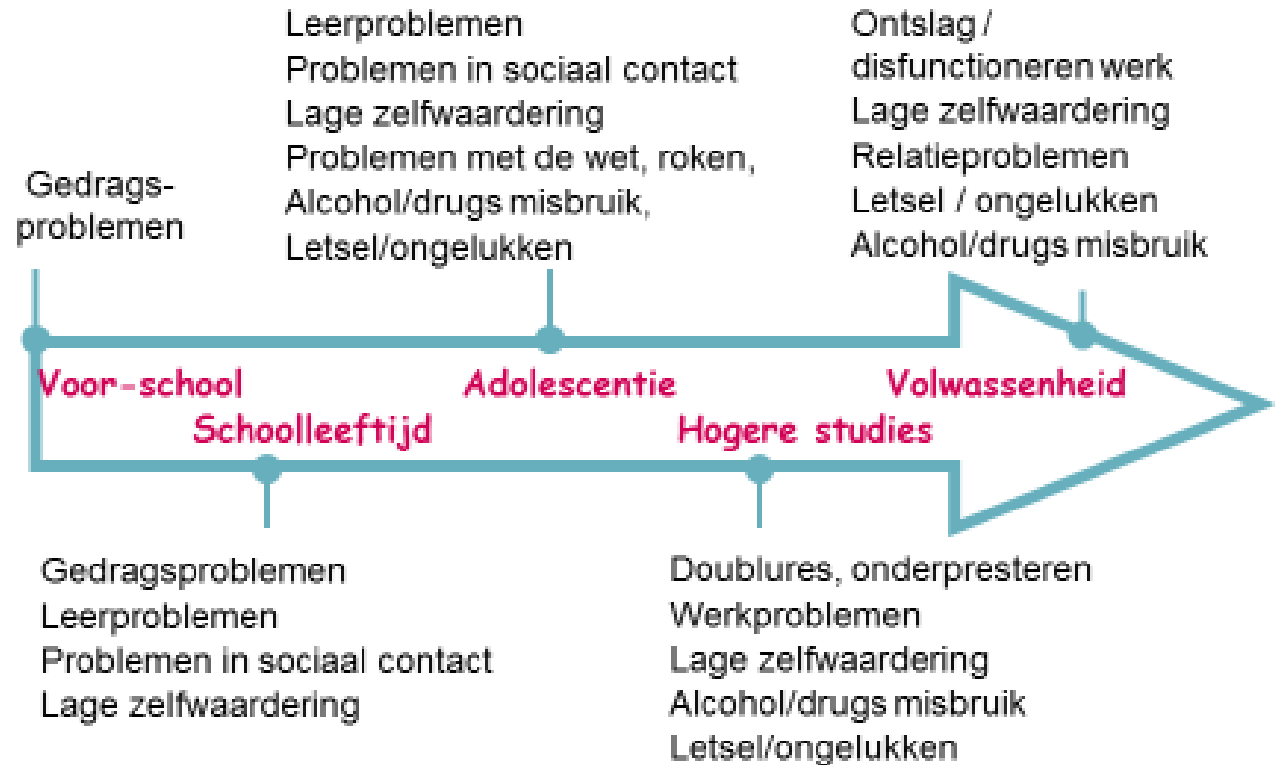 Gedrags-
problemen
Leerproblemen
Problemen in sociaal contact
Lage zelfwaardering
Problemen met de wet, roken,
Alcohol/drugs misbruik,
Letsel/ongelukken
Ontslag /
disfunctioneren werk
Lage zelfwaardering
Relatieproblemen
Letsel / ongelukken
Alcohol/drugs misbruik
Voor-school
Schoolleeftijd
Adolescentie
Hogere studies
Volwassenheid
Gedragsproblemen
Leerproblemen
Problemen in sociaal contact
Lage zelfwaardering
Doublures, onderpresteren
Werkproblemen
Lage zelfwaardering
Alcohol/drugs misbruik
Letsel/ongelukken